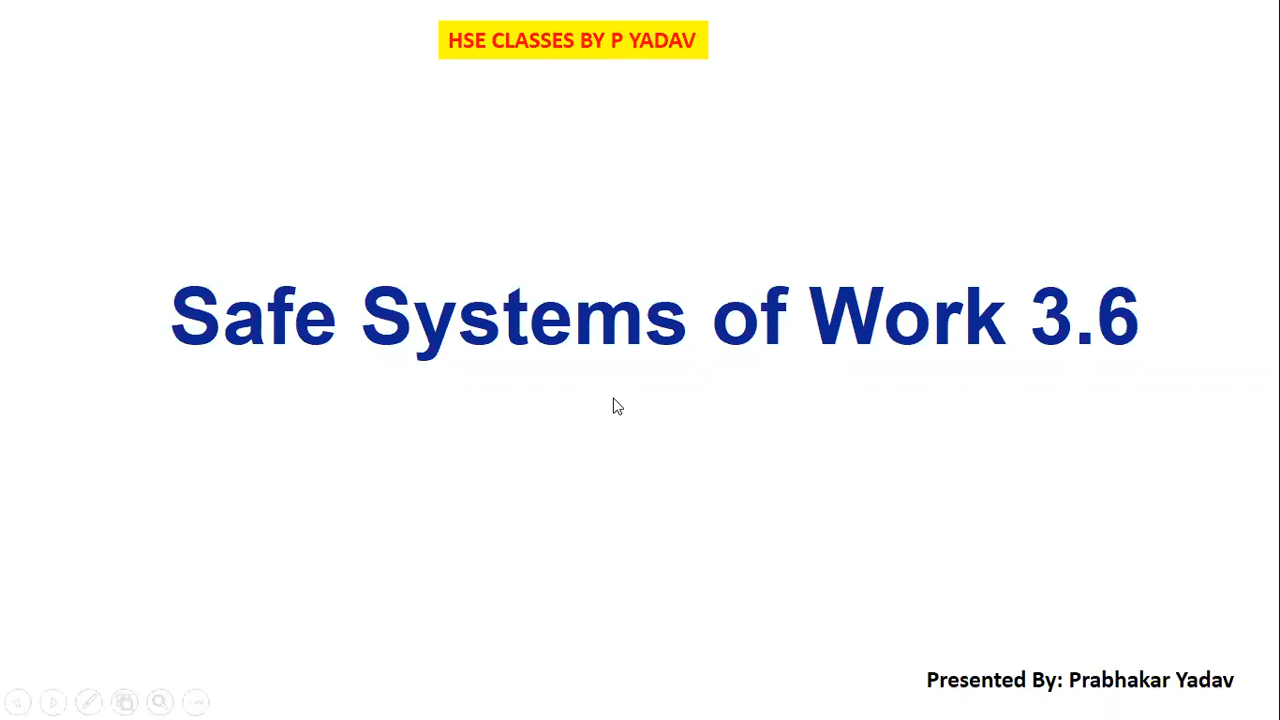 HSE CLASSES BY P YADAV
Safe Systems of Work 3.6
Presented By: Prabhakar Yadav